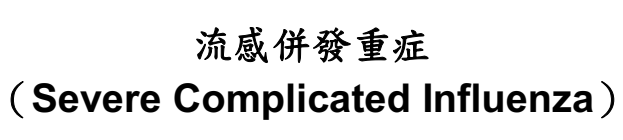 流感併發重症
（Severe Complicated Influenza）